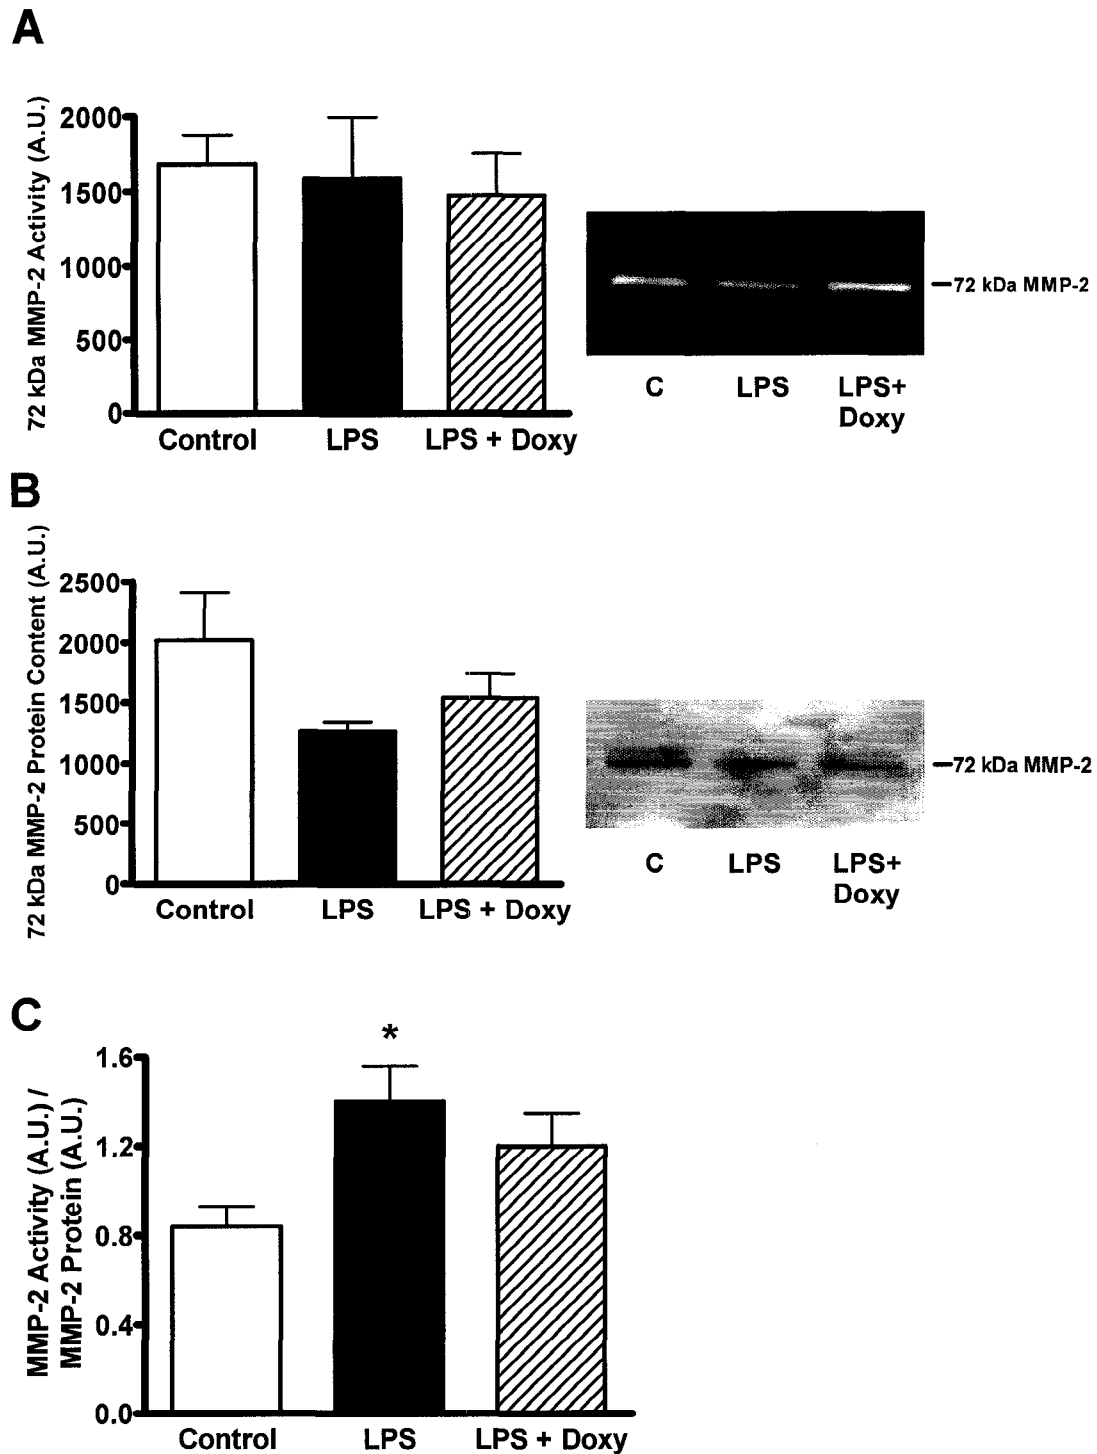 A
72 kDa MMP-2 Activity (A.U.)
2000
1500
1000
500
0
Control LPS LPS + Doxy
72 kDa MMP-2
C LPS LPS+
Doxy
B
72 kDa MMP-2 Protein Content (A.U.)
2500
2000
1500
1000
500
0
Control LPS LPS + Doxy
72 kDa MMP-2
C LPS LPS+
Doxy
C
MMP-2 Activity (A.U.) /
MMP-2 Protein (A.U.)
*
1.6
1.2
0.8
0.4
0.0
Control LPS LPS + Doxy